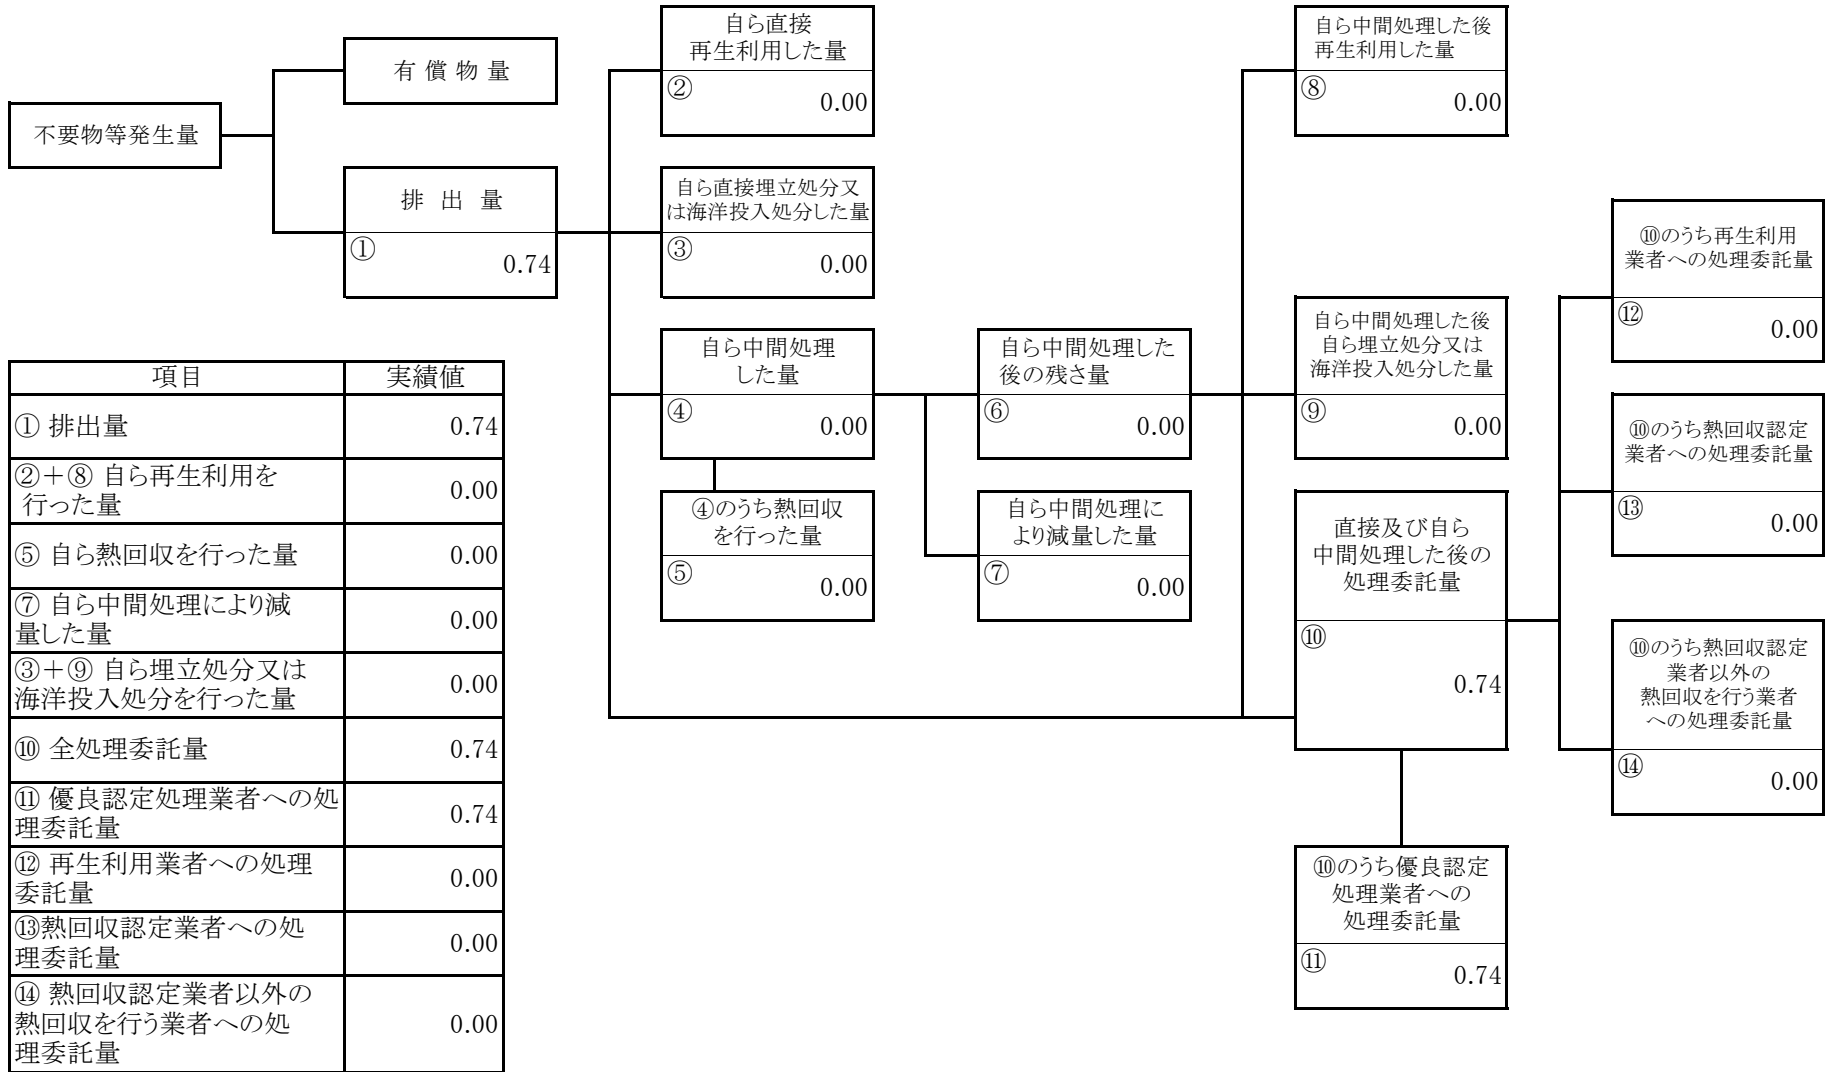 不要物等発生量
有 償 物 量
排 出 量
①
0.74
自ら直接
再生利用した量
②
0.00
自ら直接埋立処分又
は海洋投入処分した量
③
0.00
自ら中間処理
した量
④
0.00
④のうち熱回収
を行った量
⑤
0.00
自ら中間処理した
後の残さ量
⑥
0.00
自ら中間処理に
より減量した量
⑦
0.00
自ら中間処理した後
再生利用した量
⑧
0.00
自ら中間処理した後
自ら埋立処分又は
海洋投入処分した量
⑨
0.00
直接及び自ら
中間処理した後の
処理委託量
⑩
0.74
⑩のうち優良認定
処理業者への
処理委託量
⑪
0.74
⑩のうち再生利用
業者への処理委託量
⑫
0.00
⑩のうち熱回収認定
業者への処理委託量
⑬
0.00
⑩のうち熱回収認定
業者以外の
熱回収を行う業者
への処理委託量
⑭
0.00
項目 実績値
① 排出量 0.74
②＋⑧ 自ら再生利用を
行った量 0.00
⑤ 自ら熱回収を行った量 0.00
⑦ 自ら中間処理により減
量した量 0.00
③＋⑨ 自ら埋立処分又は
海洋投入処分を行った量 0.00
⑩ 全処理委託量 0.74
⑪ 優良認定処理業者への処
理委託量 0.74
⑫ 再生利用業者への処理
委託量 0.00
⑬熱回収認定業者への処
理委託量 0.00
⑭ 熱回収認定業者以外の
熱回収を行う業者への処
理委託量 0.00